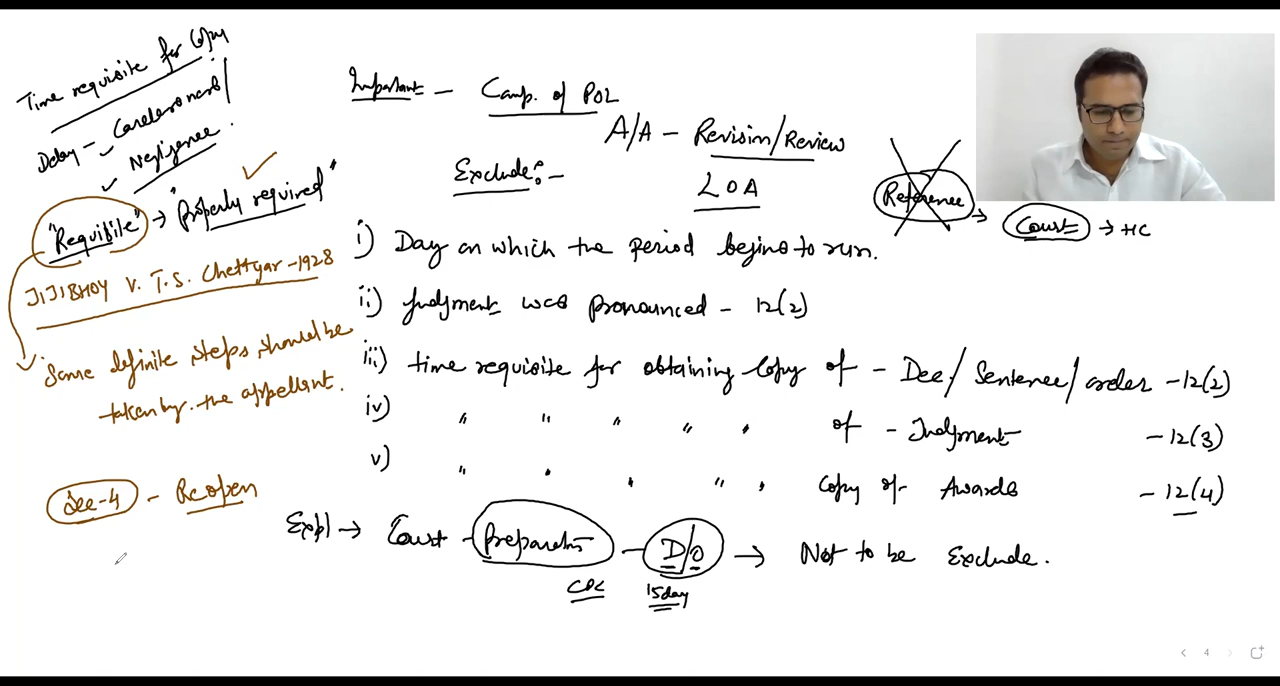 Time requisite for Copy
Delay - Carelessness /
Negligence.
"Requisite" → "Properly required"
JIJIBHOY V. T.S. Chettyar - 1928
Some definite steps should be
taken by the appellant.
Sec-4 - Reopen
Important - Comp. of POL
A/A - Revision/Review
Exclude: -
LOA
Reference → Court → HC
i) Day on which the period begins to run.
ii) Judgment was pronounced - 12(2)
iii) time requisite for obtaining Copy of - Dec/ Sentence/ order - 12(2)
iv) " " " " " of - Judgment - 12(3)
v) " " " " " Copy of Awards - 12(4)
Expl → Court - Preparation - D/O → Not to be Exclude.
CPC 15day
4